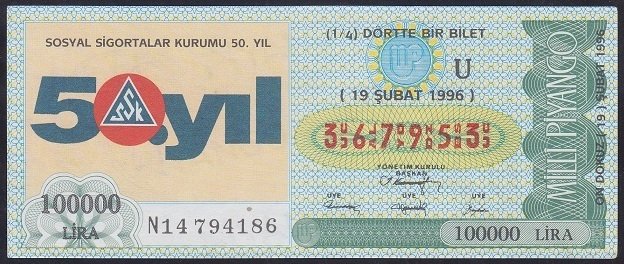 SOSYAL SİGORTALAR KURUMU 50. YIL
50.yıl
SSK
100000
LİRA
N14794186
(1/4) DÖRTTE BİR BİLET
MP
U
( 19 ŞUBAT 1996 )
3 6 7 9 5 3
YÖNETİM KURULU
BAŞKAN
ÜYE ÜYE ÜYE
100000 LİRA
MİLLİ PİYANGO
ON DOKUZ ( 19 ) ŞUBAT 1996